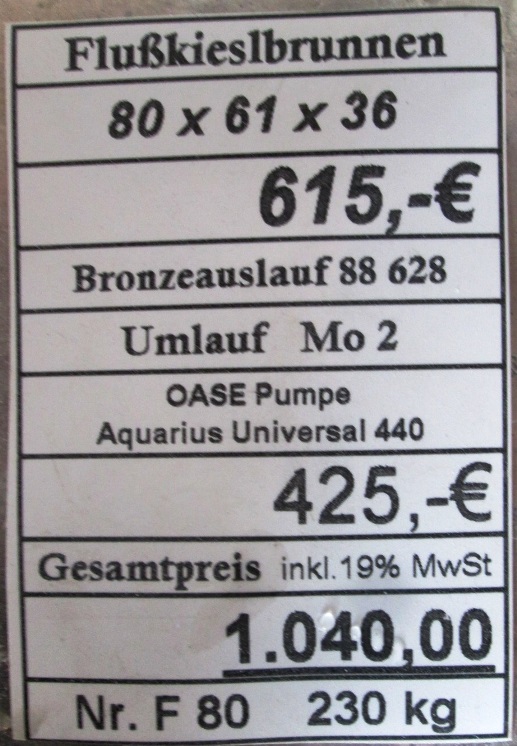 Flußkieslbrunnen
80 x 61 x 36
615,-€
Bronzeauslauf 88 628
Umlauf Mo 2
OASE Pumpe
Aquarius Universal 440
425,-€
Gesamtpreis inkl.19% MwSt
1.040,00
Nr. F 80 230 kg